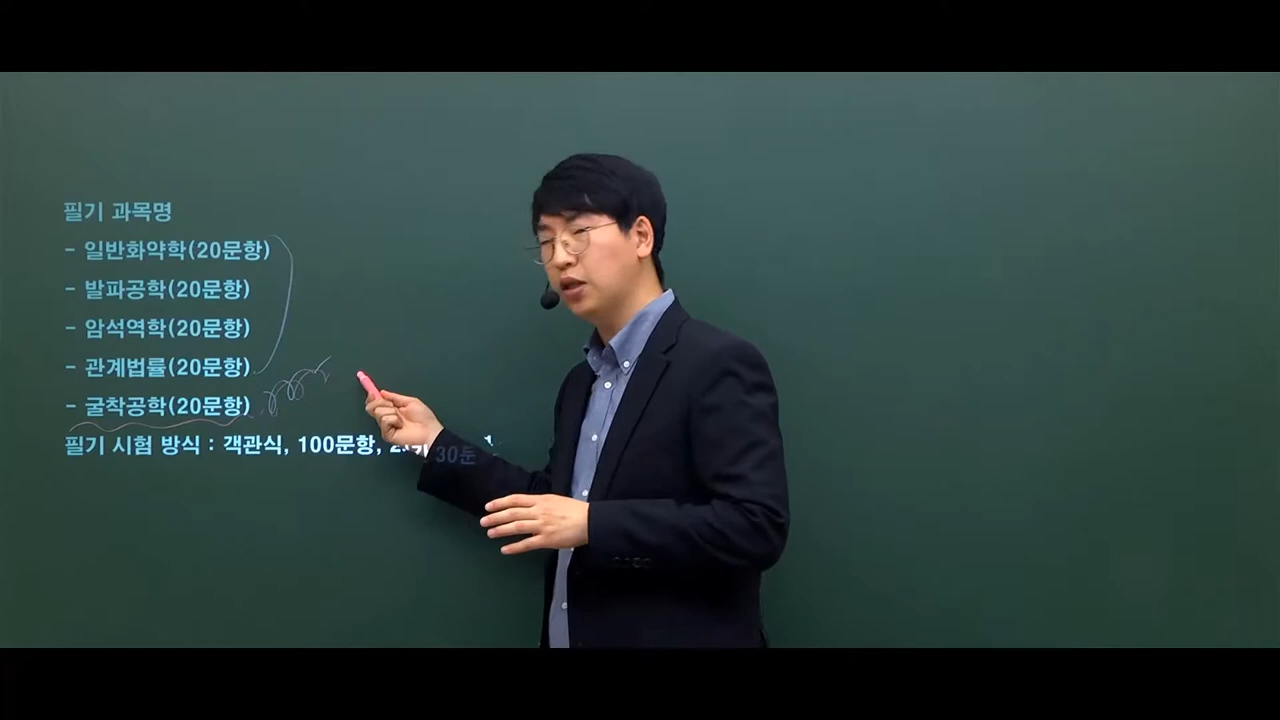 필기 과목명
- 일반화약학(20문항)
- 발파공학(20문항)
- 암석역학(20문항)
- 관계법률(20문항)
- 굴착공학(20문항)
필기 시험 방식 : 객관식, 100문항, 30분